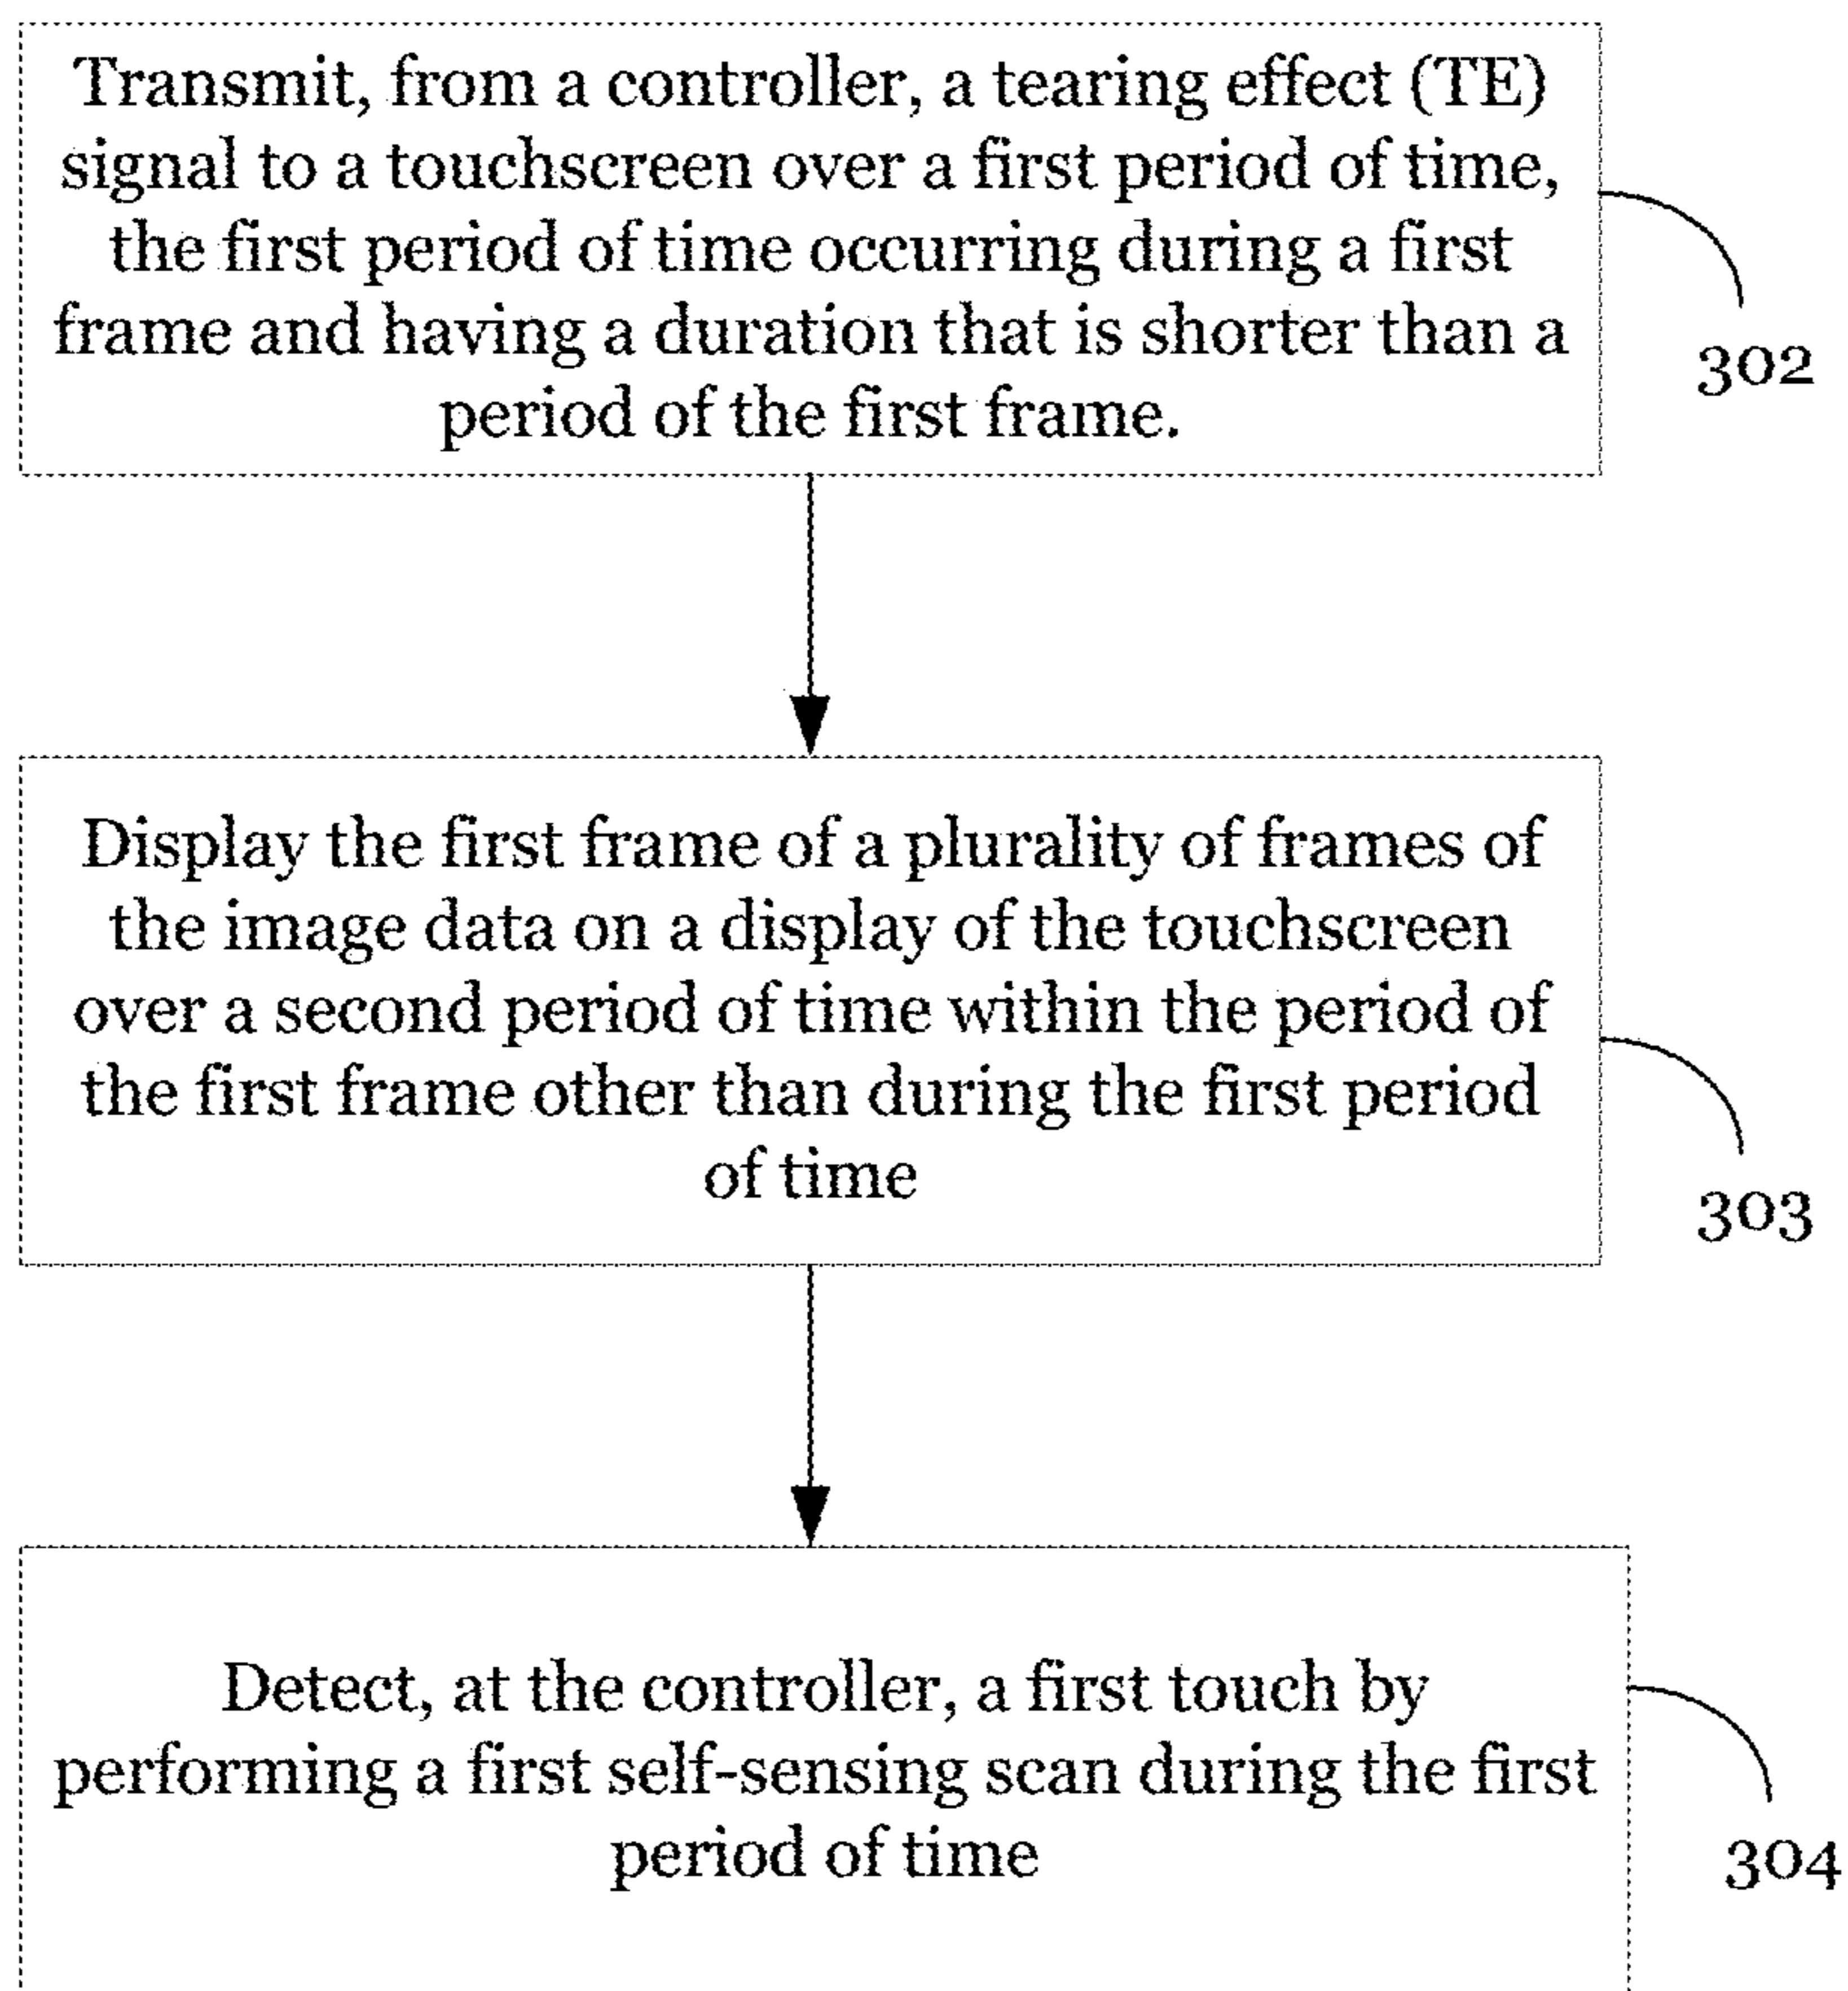 Transmit, from a controller, a tearing effect (TE)
signal to a touchscreen over a first period of time,
the first period of time occurring during a first
frame and having a duration that is shorter than a
period of the first frame.
302
Display the first frame of a plurality of frames of
the image data on a display of the touchscreen
over a second period of time within the period of
the first frame other than during the first period
of time
303
Detect, at the controller, a first touch by
performing a first self-sensing scan during the first
period of time
304